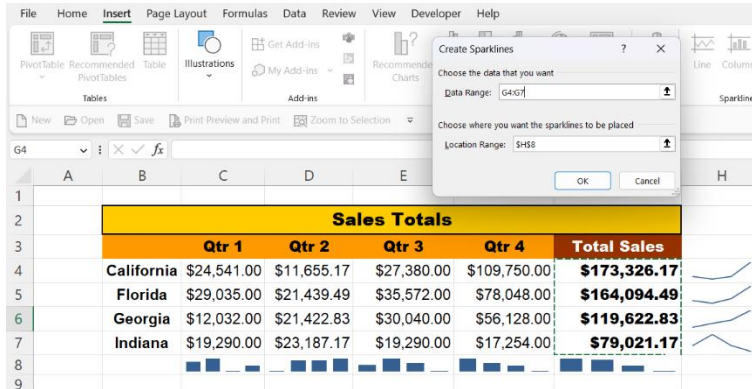 File Home Insert Page Layout Formulas Data Review View Developer Help
PivotTable Recommended PivotTables Table Illustrations Get Add-ins My Add-ins Recommended Charts Line Column
Tables Add-ins Sparkline
New Open Save Print Preview and Print Zoom to Selection
Create Sparklines ? ×
Choose the data that you want
Data Range: G4:G7
Choose where you want the sparklines to be placed
Location Range: $H$8
OK Cancel
G4 fx
A B C D E H
1
2 Sales Totals
3 Qtr 1 Qtr 2 Qtr 3 Qtr 4 Total Sales
4 California $24,541.00 $11,655.17 $27,380.00 $109,750.00 $173,326.17
5 Florida $29,035.00 $21,439.49 $35,572.00 $78,048.00 $164,094.49
6 Georgia $12,032.00 $21,422.83 $30,040.00 $56,128.00 $119,622.83
7 Indiana $19,290.00 $23,187.17 $19,290.00 $17,254.00 $79,021.17
8
9